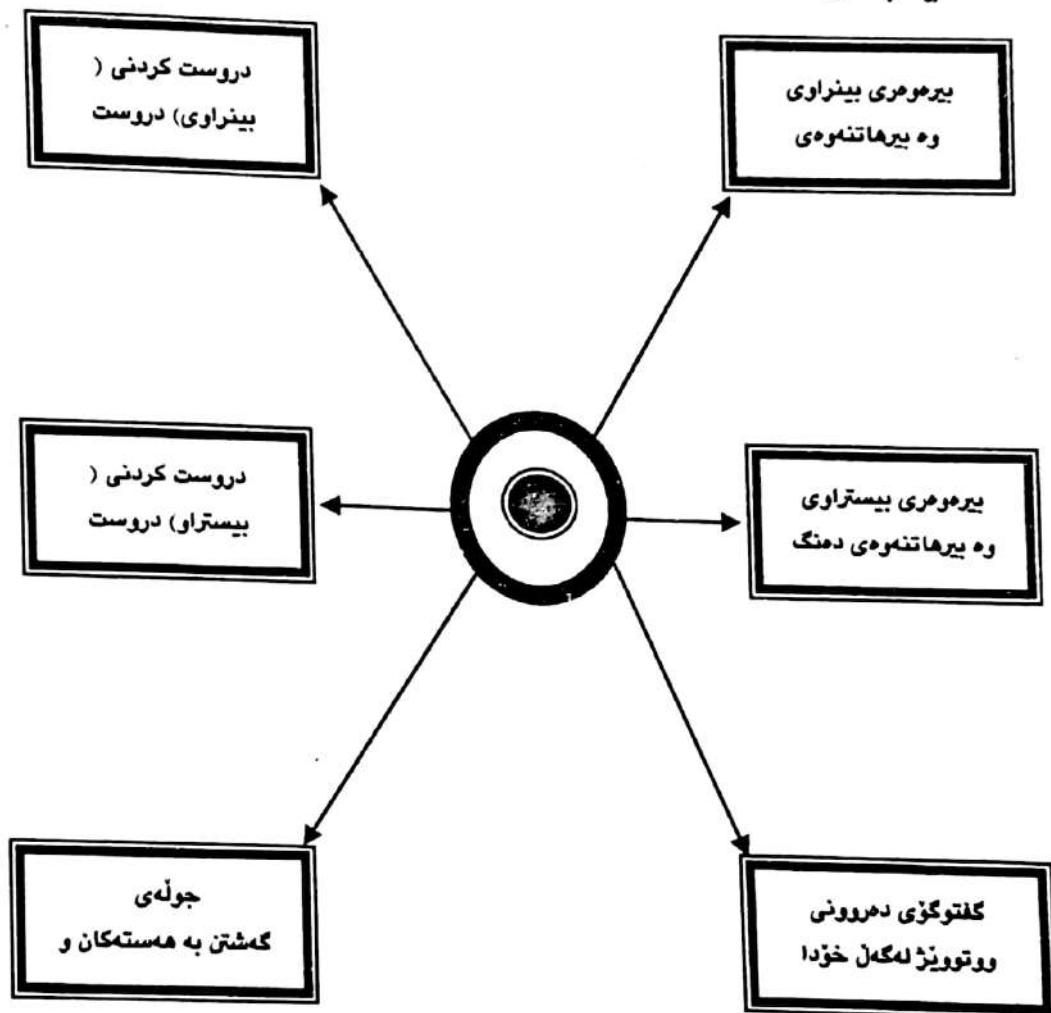 بیرەوەری بینراوی
وە بیرهاتنەوەی
دروست کردنی (
بینراوی) دروست
بیرەوەری بیستراوی
وە بیرهاتنەوەی دەنگ
دروست کردنی (
بیستراو) دروست
گفتوگۆی دەروونی
ووتووێژ لەگەڵ خۆدا
جوڵەی
گەشتن بە هەستەکان و